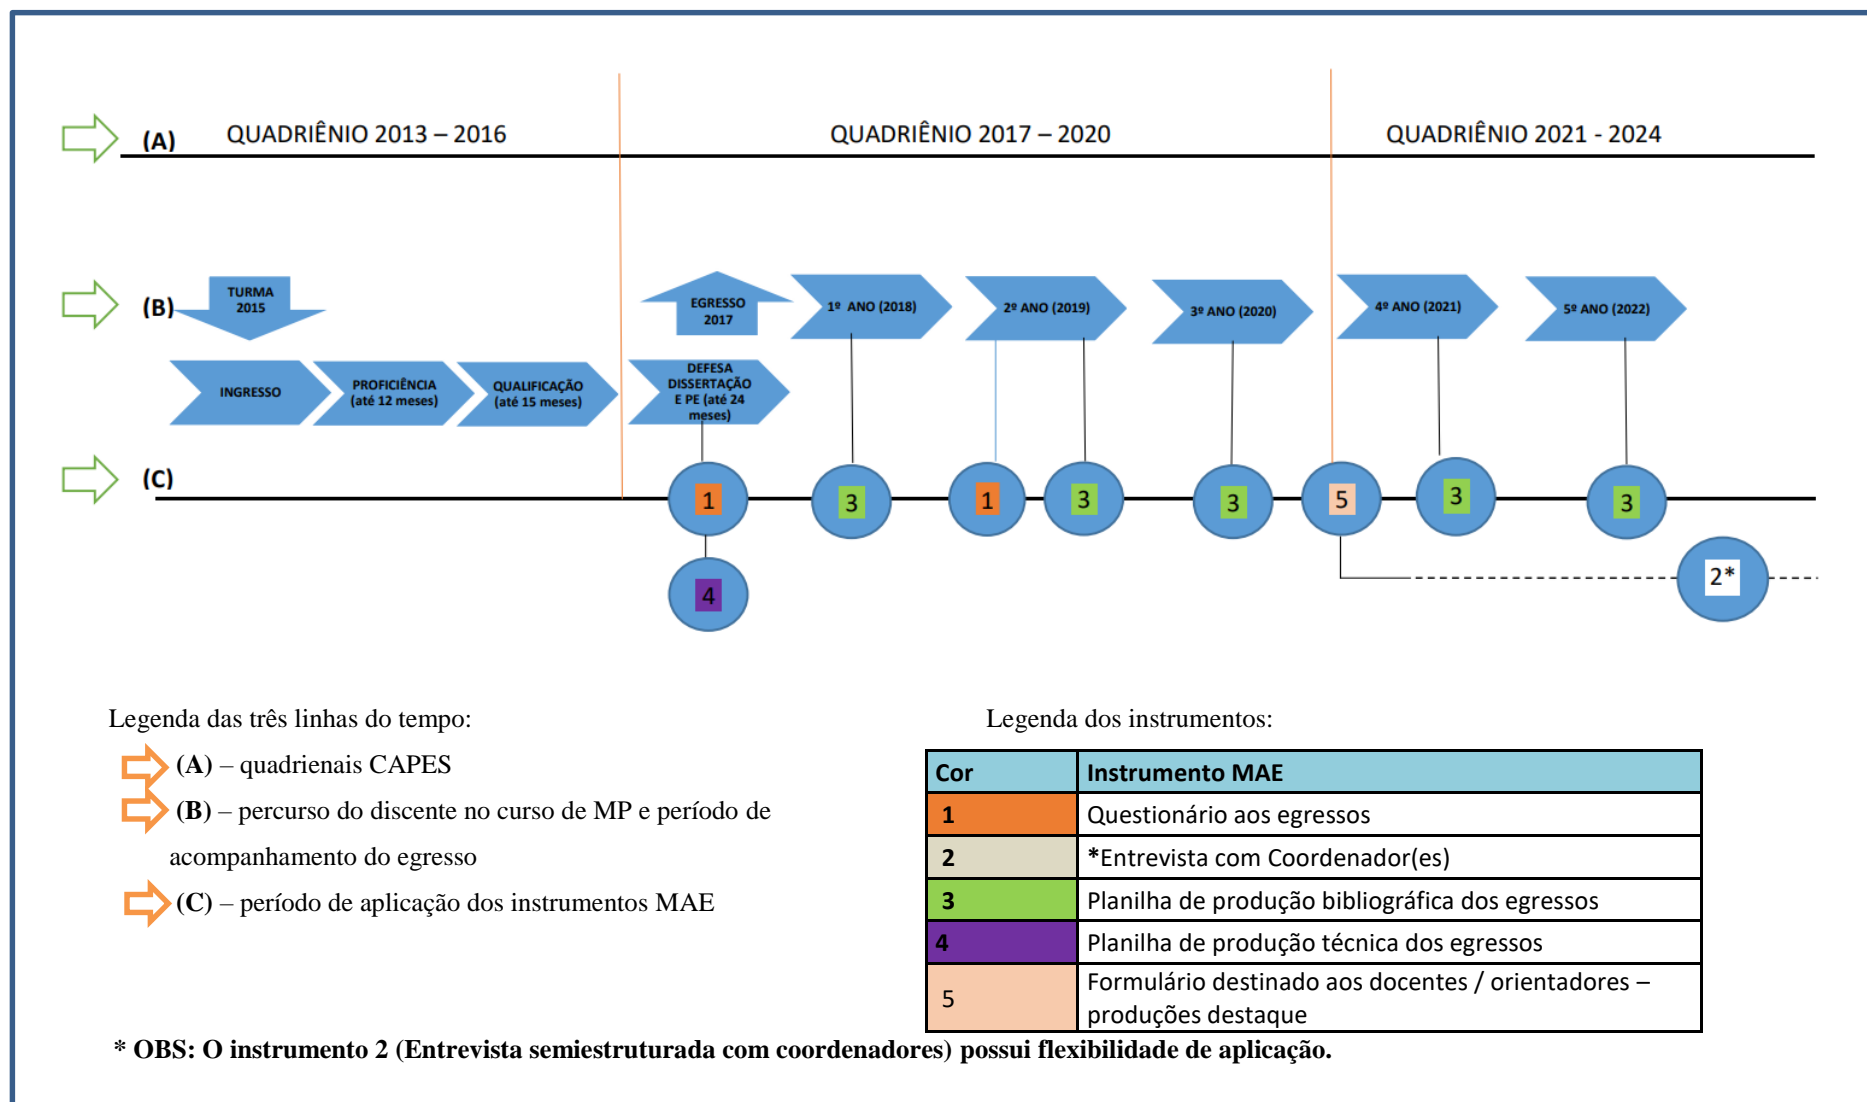 (A) QUADRIÊNIO 2013 – 2016 QUADRIÊNIO 2017 – 2020 QUADRIÊNIO 2021 - 2024
(B)
TURMA
2015
EGRESSO
2017
1º ANO (2018)
2º ANO (2019)
3º ANO (2020)
4º ANO (2021)
5º ANO (2022)
INGRESSO
PROFICIÊNCIA
(até 12 meses)
QUALIFICAÇÃO
(até 15 meses)
DEFESA
DISSERTAÇÃO
E PE (até 24
meses)
(C)
1 3 1 3 3 5 3 3
4
2*
Legenda das três linhas do tempo:
(A) – quadrienais CAPES
(B) – percurso do discente no curso de MP e período de
acompanhamento do egresso
(C) – período de aplicação dos instrumentos MAE
Legenda dos instrumentos:
Cor Instrumento MAE
1 Questionário aos egressos
2 *Entrevista com Coordenador(es)
3 Planilha de produção bibliográfica dos egressos
4 Planilha de produção técnica dos egressos
5 Formulário destinado aos docentes / orientadores –
produções destaque
* OBS: O instrumento 2 (Entrevista semiestruturada com coordenadores) possui flexibilidade de aplicação.